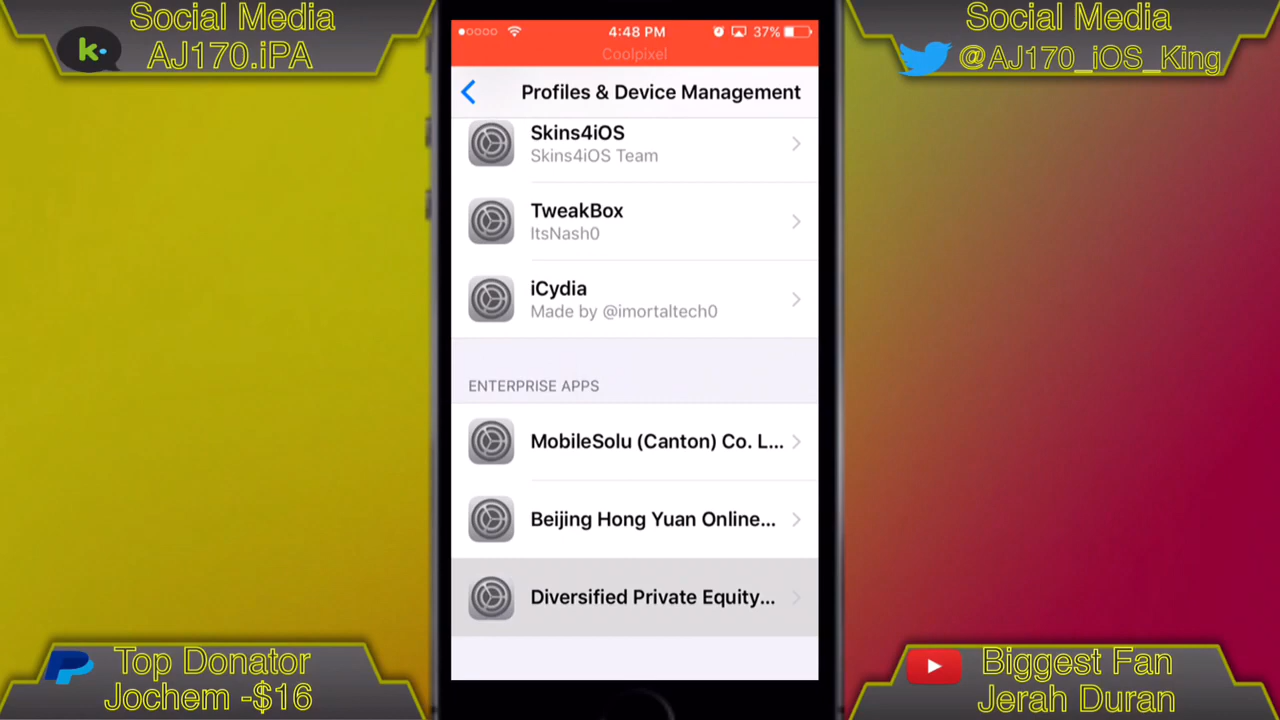 Social Media
AJ170.iPA
Social Media
@AJ170_iOS_King
4:48 PM
37%
Coolpixel
Profiles & Device Management
Skins4iOS
Skins4iOS Team
TweakBox
ItsNash0
iCydia
Made by @imortaltech0
ENTERPRISE APPS
MobileSolu (Canton) Co. L...
Beijing Hong Yuan Online...
Diversified Private Equity...
Top Donator
Jochem -$16
Biggest Fan
Jerah Duran